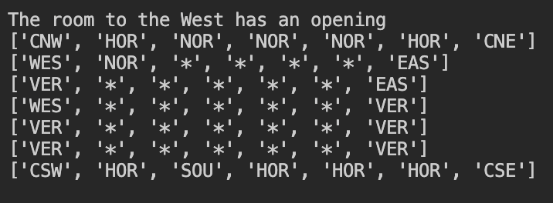 The room to the West has an opening
['CNW', 'HOR', 'NOR', 'NOR', 'NOR', 'HOR', 'CNE']
['WES', 'NOR', '*', '*', '*', '*', 'EAS']
['VER', '*', '*', '*', '*', '*', 'EAS']
['WES', '*', '*', '*', '*', '*', 'VER']
['VER', '*', '*', '*', '*', '*', 'VER']
['VER', '*', '*', '*', '*', '*', 'VER']
['CSW', 'HOR', 'SOU', 'HOR', 'HOR', 'HOR', 'CSE']